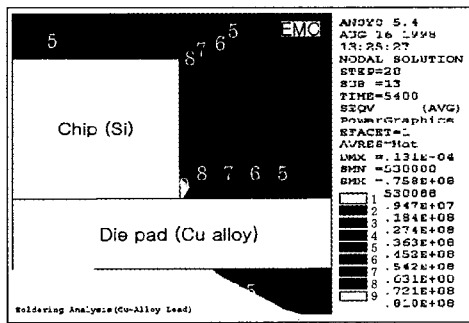 5
8 7 6 5
EMC
Chip (Si)
8 7 6 5
Die pad (Cu alloy)
5
Soldering Analysis(Cu-Alloy Lead)
ANSYS 5.4
AUG 16 1998
13:25:27
NODAL SOLUTION
STEP=20
SUB =13
TIME=5400
SEQV (AVG)
PowerGraphics
EFACET=1
AVRES=Mat
DMX =.131E-04
SMN =530000
SMX =.758E+08
530088
1
.947E+07
2
.184E+08
3
.274E+08
4
.363E+08
5
.452E+08
6
.542E+08
7
.631E+08
8
.721E+08
9
.810E+08